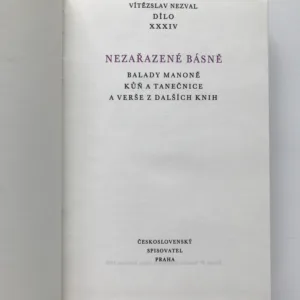 VÍTĚZSLAV NEZVAL
DÍLO
XXXIV
NEZAŘAZENÉ BÁSNĚ
BALADY MANONĚ
KŮŇ A TANEČNICE
A VERŠE Z DALŠÍCH KNIH
ČESKOSLOVENSKÝ
SPISOVATEL
PRAHA